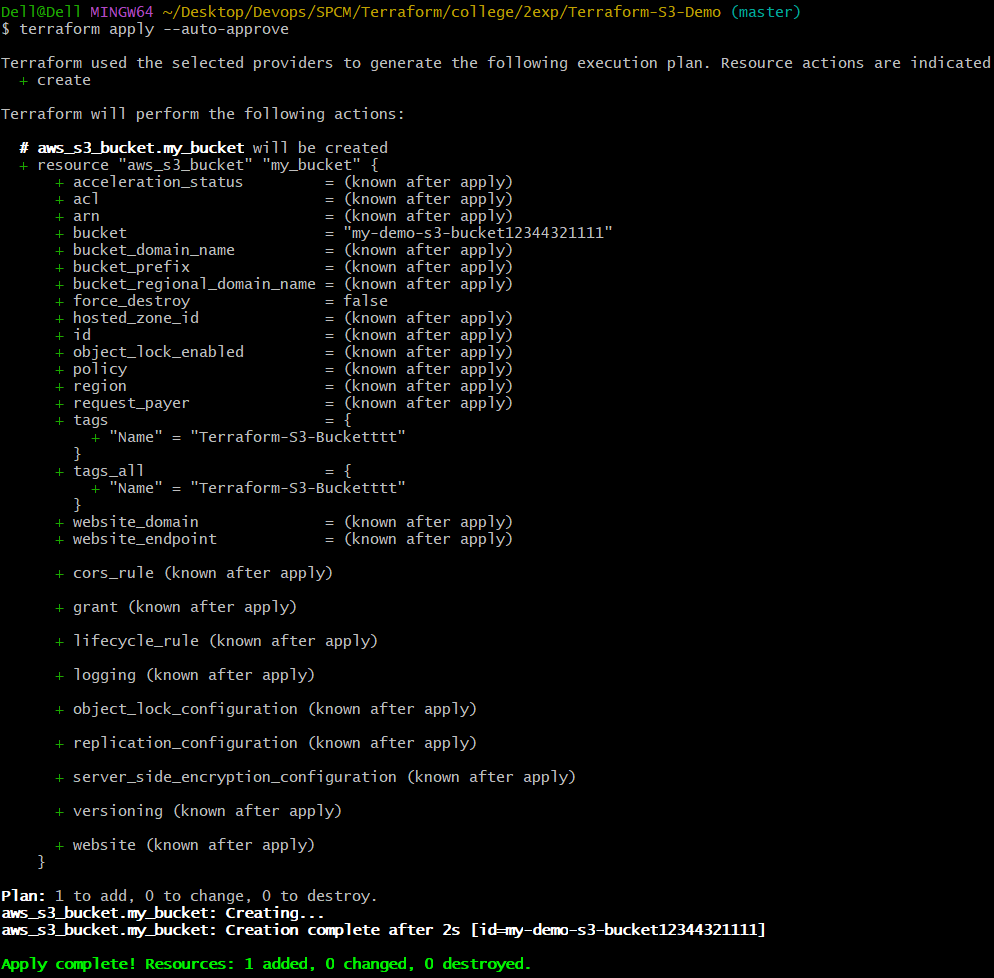 Dell@Dell MINGW64 ~/Desktop/Devops/SPCM/Terraform/college/2exp/Terraform-S3-Demo (master)
$ terraform apply --auto-approve
Terraform used the selected providers to generate the following execution plan. Resource actions are indicated
  + create
Terraform will perform the following actions:
  # aws_s3_bucket.my_bucket will be created
  + resource "aws_s3_bucket" "my_bucket" {
      + acceleration_status         = (known after apply)
      + acl                         = (known after apply)
      + arn                         = (known after apply)
      + bucket                      = "my-demo-s3-bucket12344321111"
      + bucket_domain_name          = (known after apply)
      + bucket_prefix               = (known after apply)
      + bucket_regional_domain_name = (known after apply)
      + force_destroy               = false
      + hosted_zone_id              = (known after apply)
      + id                          = (known after apply)
      + object_lock_enabled         = (known after apply)
      + policy                      = (known after apply)
      + region                      = (known after apply)
      + request_payer               = (known after apply)
      + tags                        = {
          + "Name" = "Terraform-S3-Bucketttt"
        }
      + tags_all                    = {
          + "Name" = "Terraform-S3-Bucketttt"
        }
      + website_domain              = (known after apply)
      + website_endpoint            = (known after apply)
      + cors_rule (known after apply)
      + grant (known after apply)
      + lifecycle_rule (known after apply)
      + logging (known after apply)
      + object_lock_configuration (known after apply)
      + replication_configuration (known after apply)
      + server_side_encryption_configuration (known after apply)
      + versioning (known after apply)
      + website (known after apply)
    }
Plan: 1 to add, 0 to change, 0 to destroy.
aws_s3_bucket.my_bucket: Creating...
aws_s3_bucket.my_bucket: Creation complete after 2s [id=my-demo-s3-bucket12344321111]
Apply complete! Resources: 1 added, 0 changed, 0 destroyed.